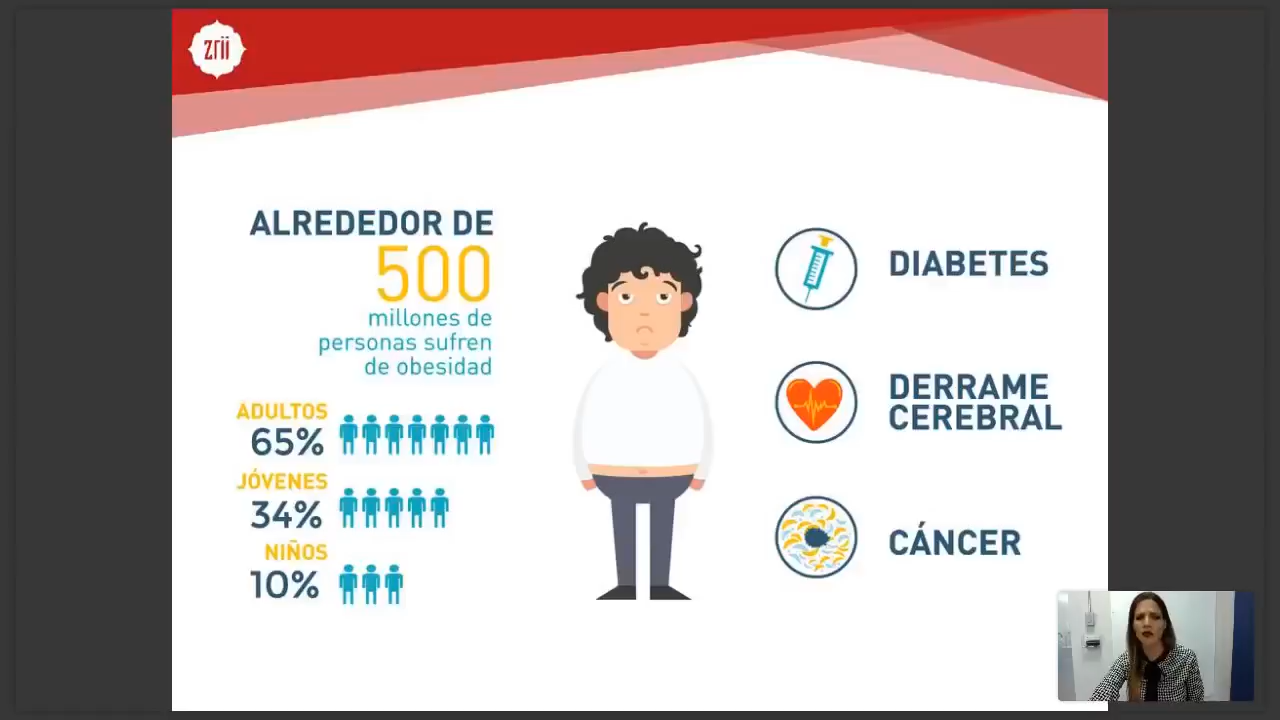 zrii
ALREDEDOR DE
500
millones de
personas sufren
de obesidad
ADULTOS
65%
JÓVENES
34%
NIÑOS
10%
DIABETES
DERRAME
CEREBRAL
CÁNCER